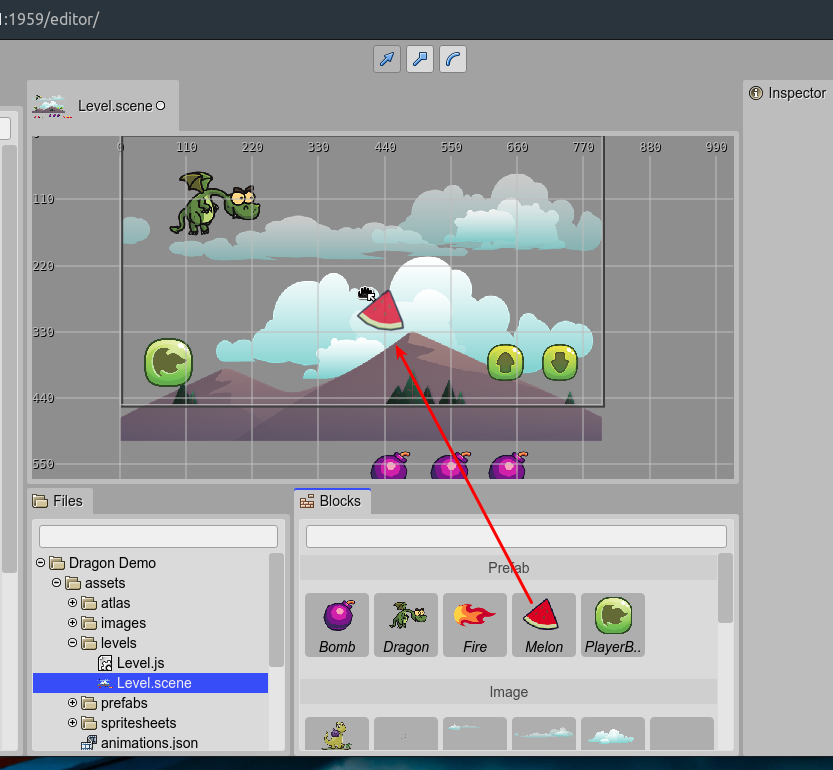 :1959/editor/
Level.scene
Inspector
0 110 220 330 440 550 660 770 880 990
110
220
330
440
550
Files
Blocks
Dragon Demo
assets
atlas
images
levels
Level.js
Level.scene
prefabs
spritesheets
animations.json
Prefab
Bomb
Dragon
Fire
Melon
PlayerB..
Image